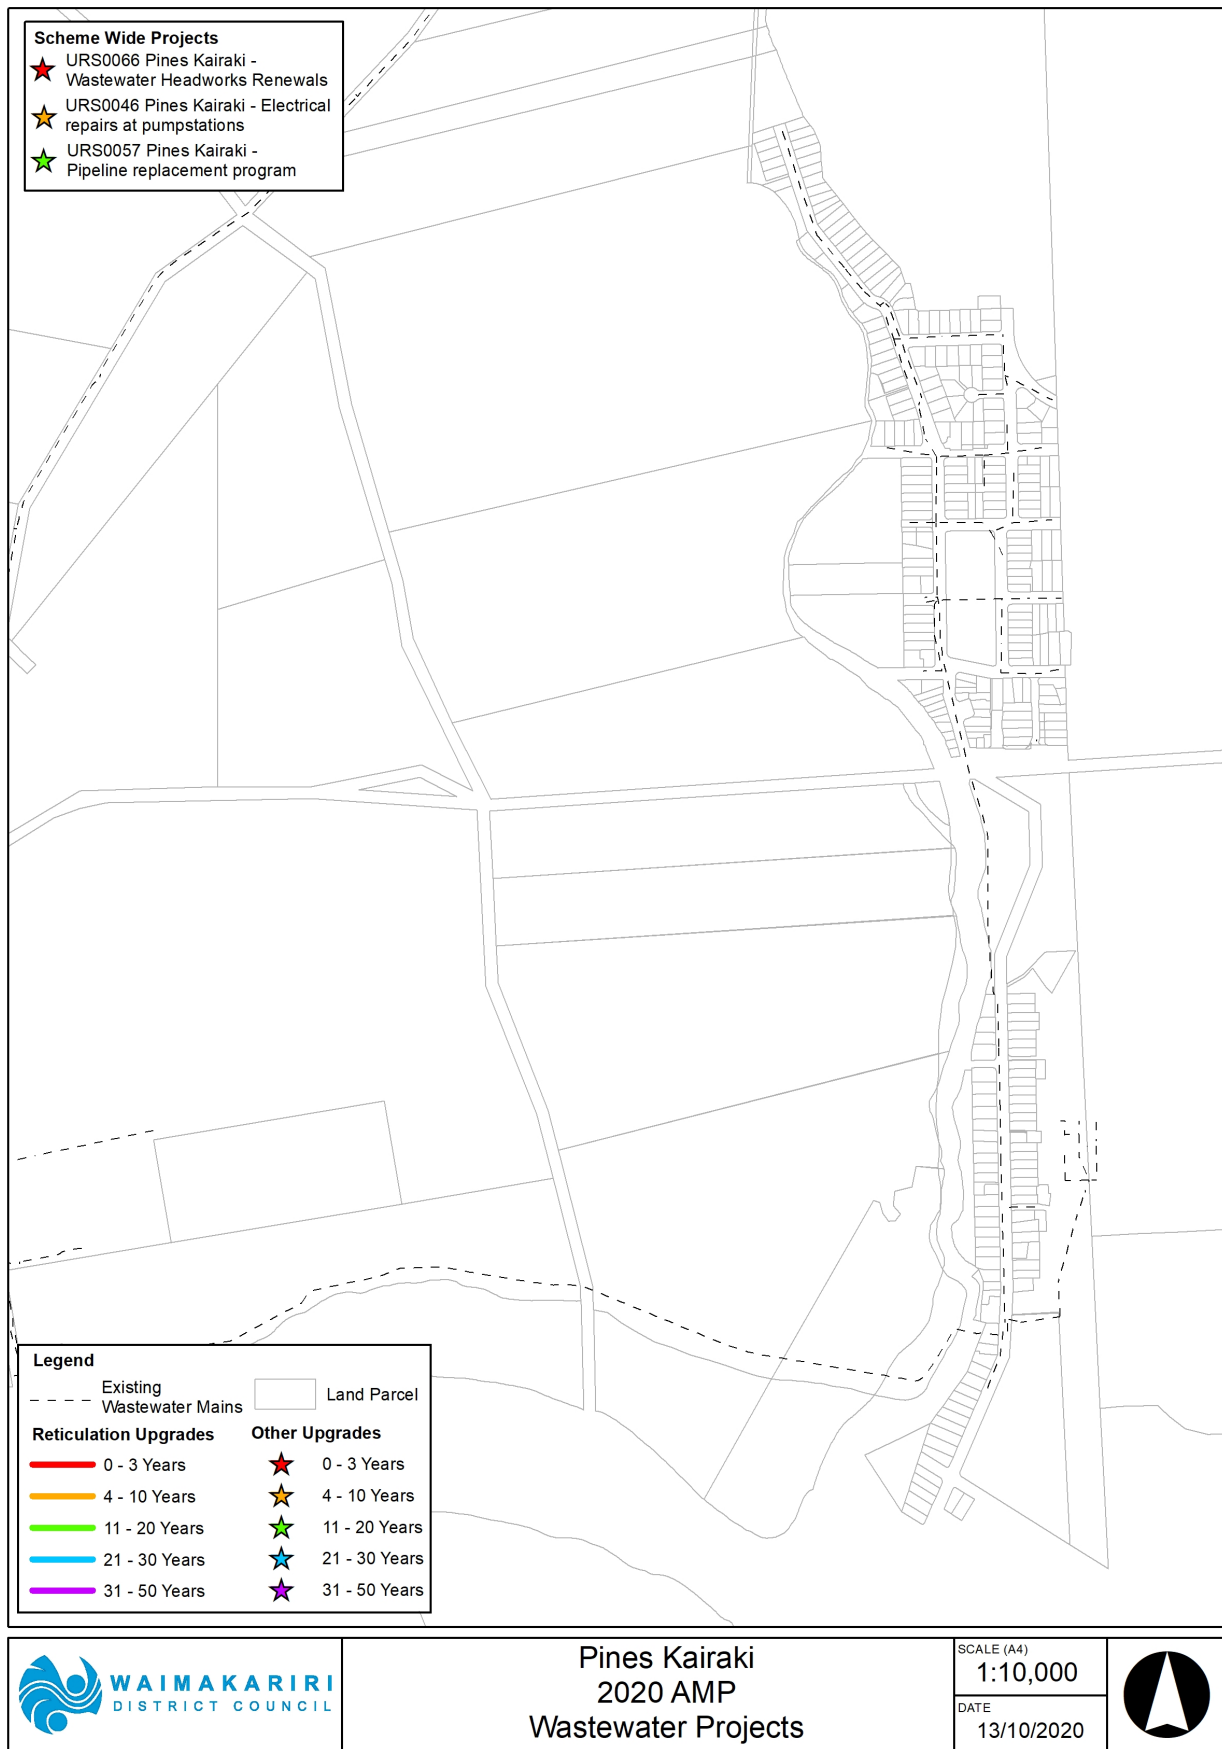 Scheme Wide Projects
URS0066 Pines Kairaki -
Wastewater Headworks Renewals
URS0046 Pines Kairaki - Electrical
repairs at pumpstations
URS0057 Pines Kairaki -
Pipeline replacement program
Legend
Existing
Wastewater Mains
Land Parcel
Reticulation Upgrades
0 - 3 Years
4 - 10 Years
11 - 20 Years
21 - 30 Years
31 - 50 Years
Other Upgrades
0 - 3 Years
4 - 10 Years
11 - 20 Years
21 - 30 Years
31 - 50 Years
WAIMAKARIRI
DISTRICT COUNCIL
Pines Kairaki
2020 AMP
Wastewater Projects
SCALE (A4)
1:10,000
DATE
13/10/2020